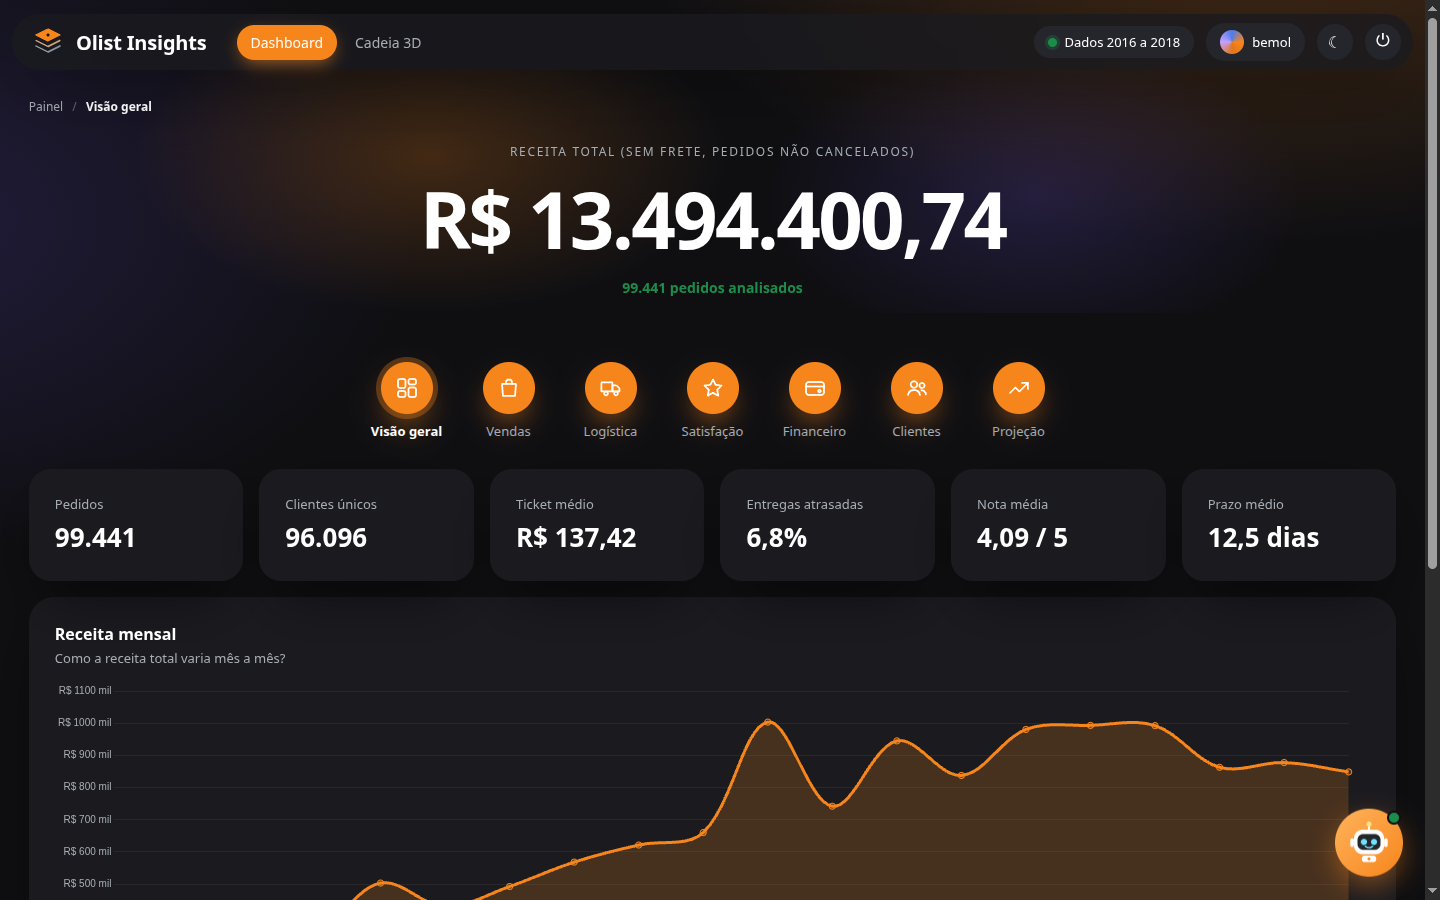 Olist Insights
Dashboard
Cadeia 3D
Dados 2016 a 2018
bemol
Painel / Visão geral
RECEITA TOTAL (SEM FRETE, PEDIDOS NÃO CANCELADOS)
R$ 13.494.400,74
99.441 pedidos analisados
Visão geral
Vendas
Logística
Satisfação
Financeiro
Clientes
Projeção
Pedidos
99.441
Clientes únicos
96.096
Ticket médio
R$ 137,42
Entregas atrasadas
6,8%
Nota média
4,09 / 5
Prazo médio
12,5 dias
Receita mensal
Como a receita total varia mês a mês?
R$ 1100 mil
R$ 1000 mil
R$ 900 mil
R$ 800 mil
R$ 700 mil
R$ 600 mil
R$ 500 mil